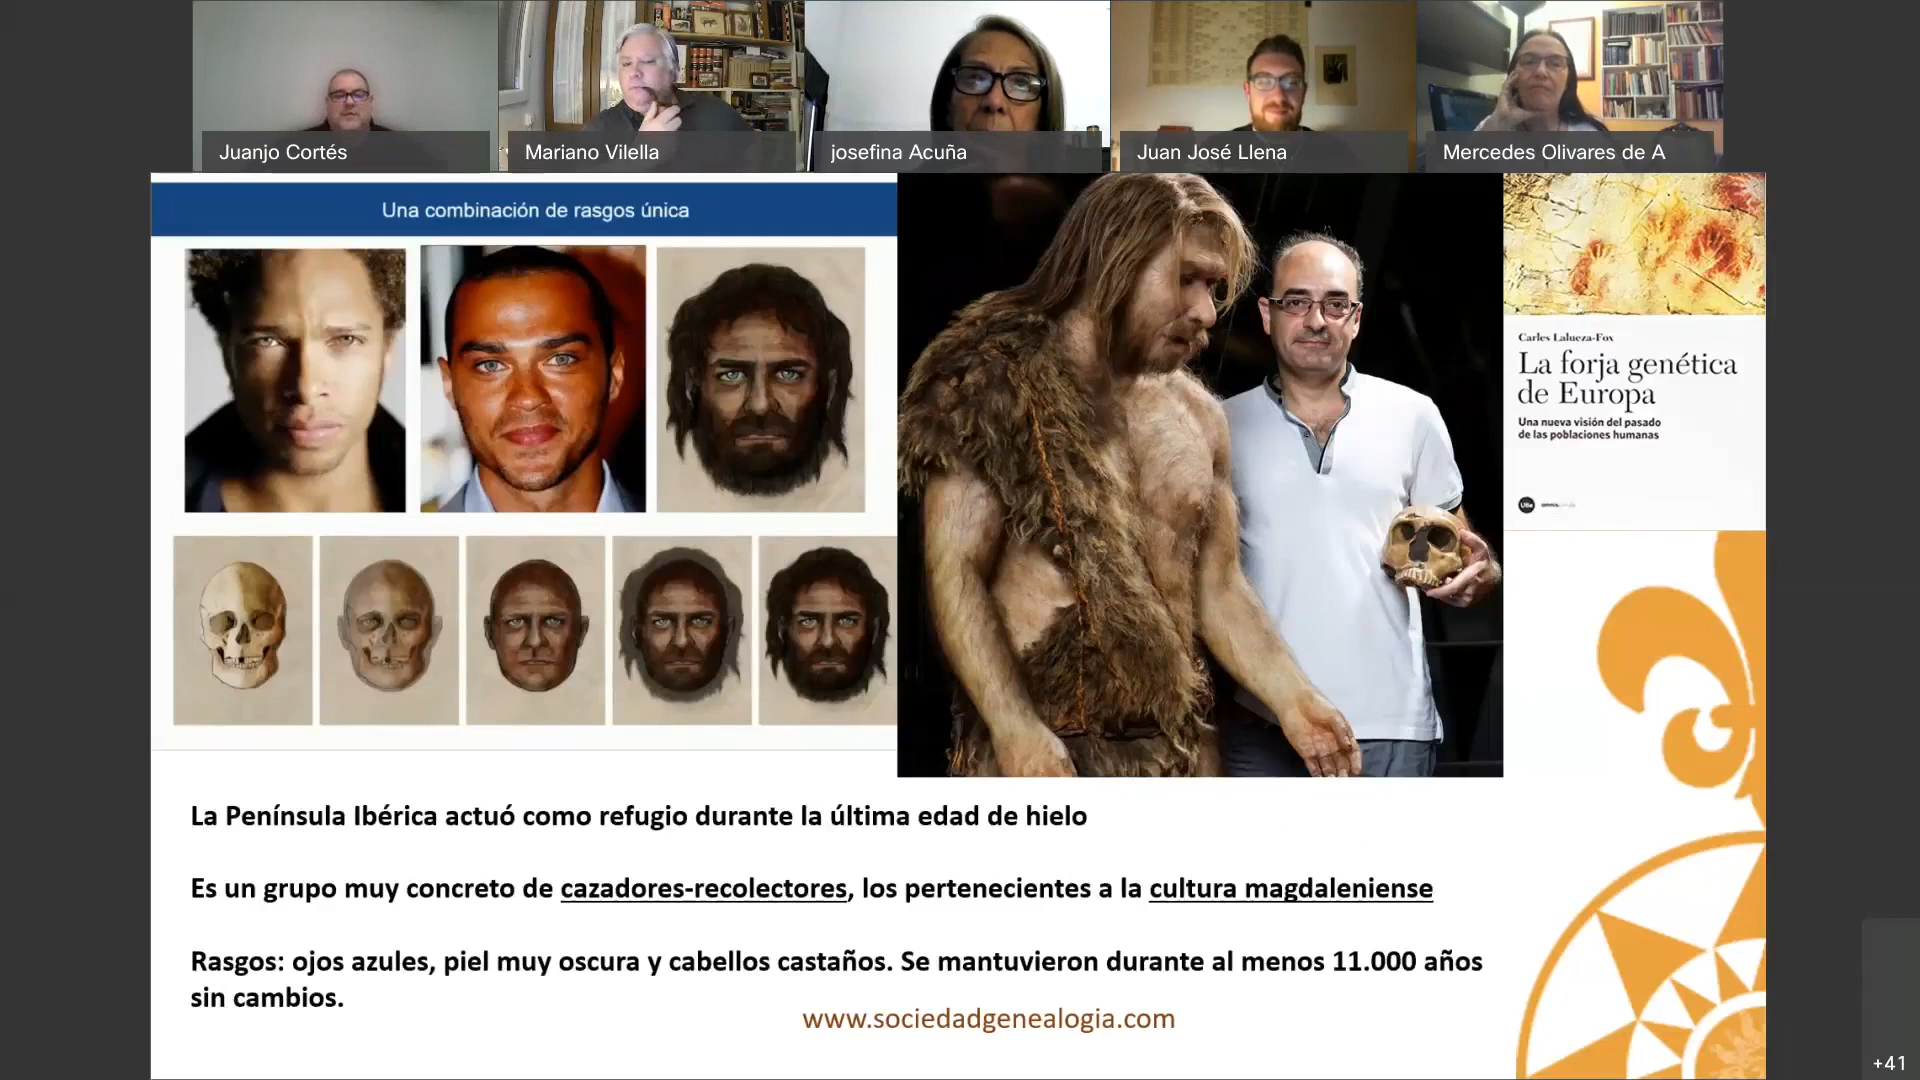 Juanjo Cortés
Mariano Vilella
josefina Acuña
Juan José Llena
Mercedes Olivares de A
Una combinación de rasgos única
Carles Lalueza-Fox
La forja genética
de Europa
Una nueva visión del pasado
de las poblaciones humanas
La Península Ibérica actuó como refugio durante la última edad de hielo
Es un grupo muy concreto de cazadores-recolectores, los pertenecientes a la cultura magdaleniense
Rasgos: ojos azules, piel muy oscura y cabellos castaños. Se mantuvieron durante al menos 11.000 años
sin cambios.
www.sociedadgenealogia.com
+41